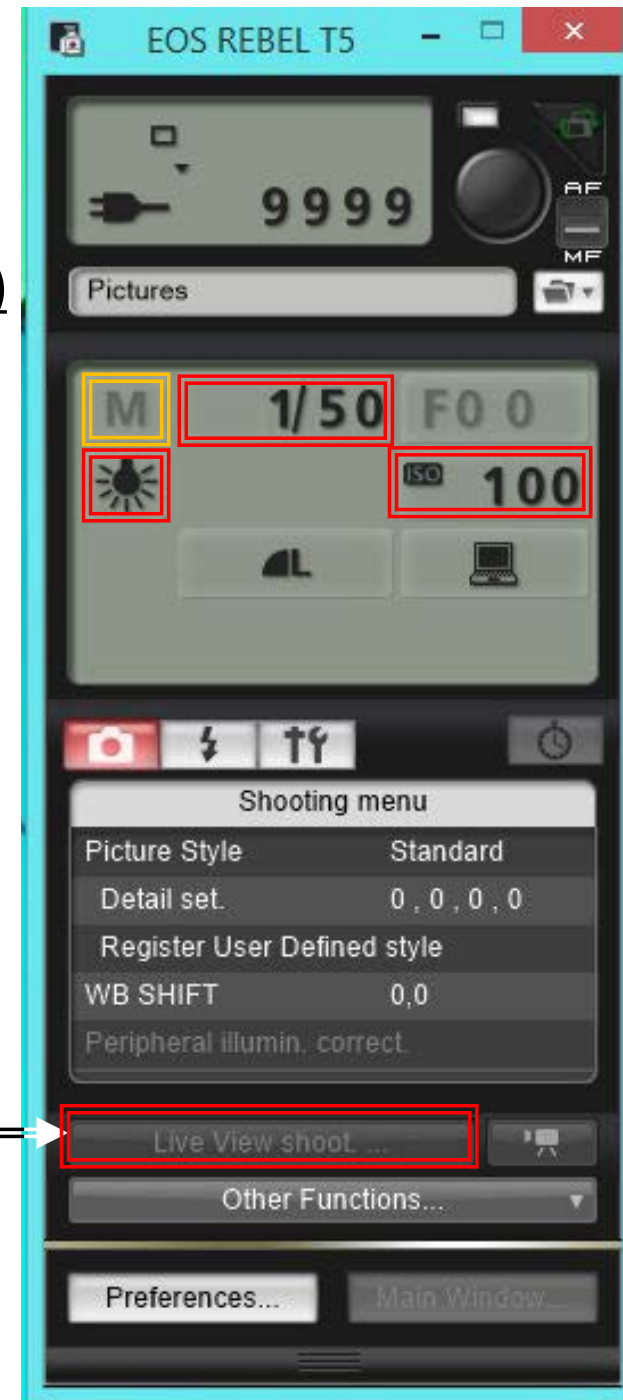 EOS REBEL T5
9999
AF
MF
)
Pictures
M 1/50 F00
ISO 100
L
Shooting menu
Picture Style Standard
Detail set. 0 , 0 , 0 , 0
Register User Defined style
WB SHIFT 0,0
Peripheral illumin. correct.
Live View shoot. ...
Other Functions...
Preferences... Main Window...